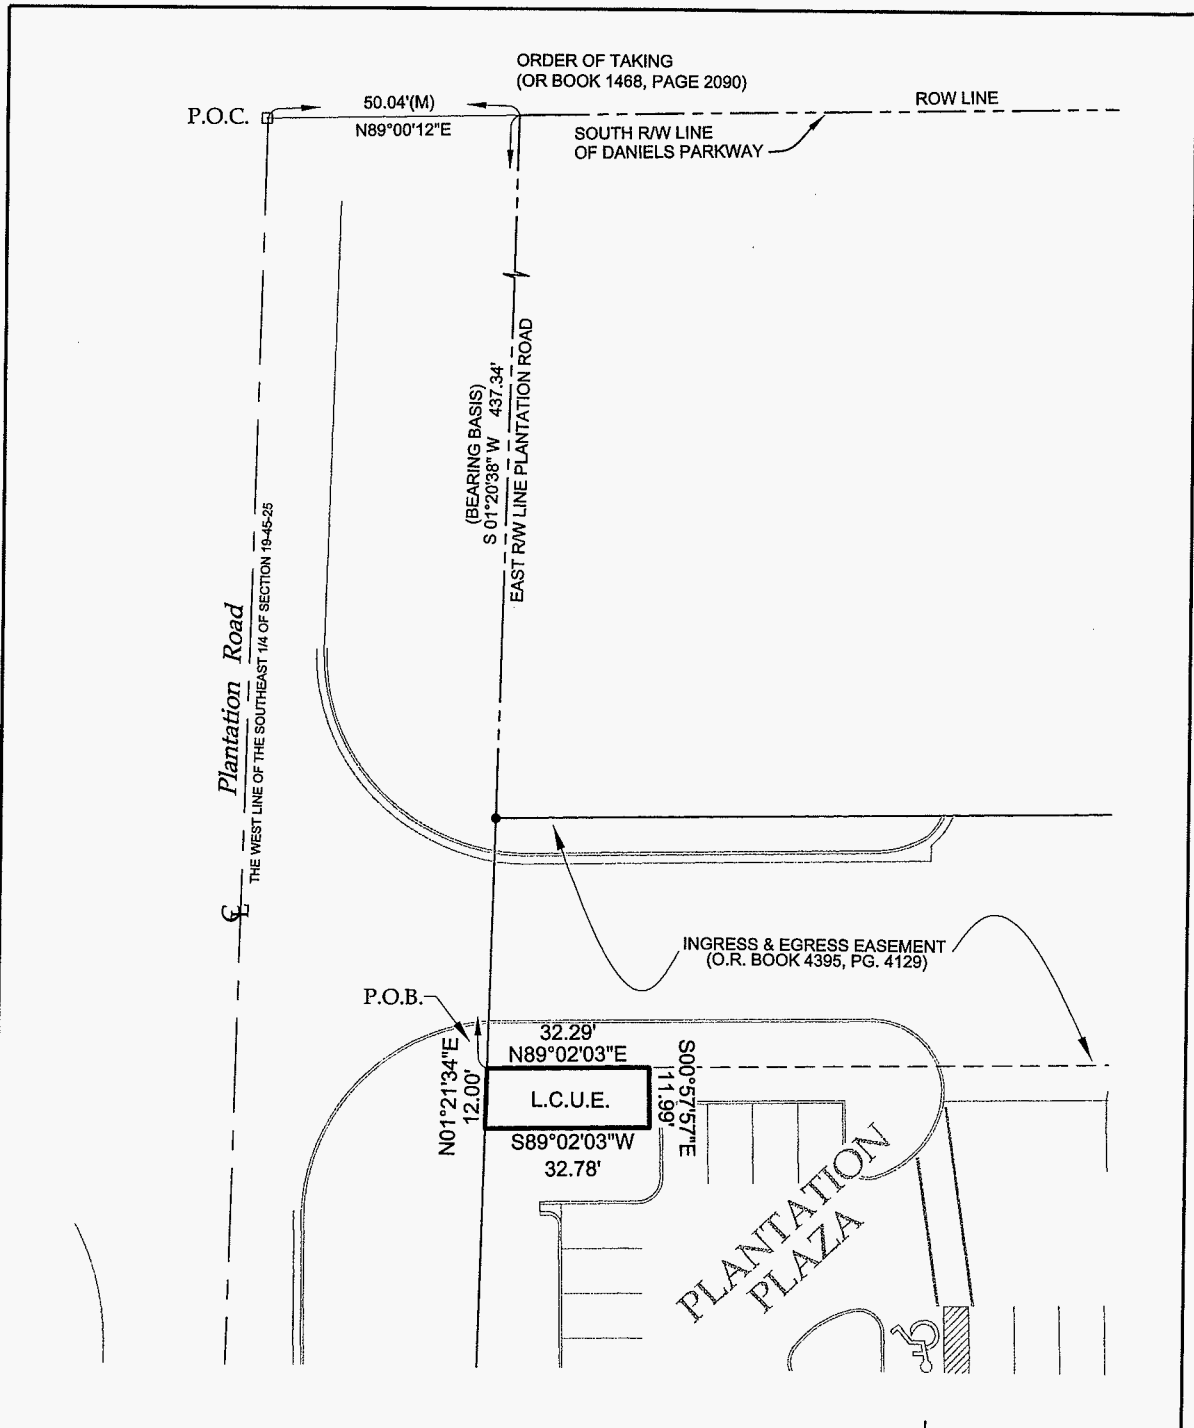 ORDER OF TAKING
(OR BOOK 1468, PAGE 2090)
P.O.C.
50.04'(M)
N89°00'12"E
ROW LINE
SOUTH R/W LINE
OF DANIELS PARKWAY
(BEARING BASIS)
S 01°20'38" W 437.34'
EAST R/W LINE PLANTATION ROAD
Plantation Road
THE WEST LINE OF THE SOUTHEAST 1/4 OF SECTION 19-45-25
CL
INGRESS & EGRESS EASEMENT
(O.R. BOOK 4395, PG. 4129)
P.O.B.
32.29'
N89°02'03"E
N01°21'34"E
12.00'
L.C.U.E.
S00°57'57"E
11.99'
S89°02'03"W
32.78'
PLANTATION
PLAZA